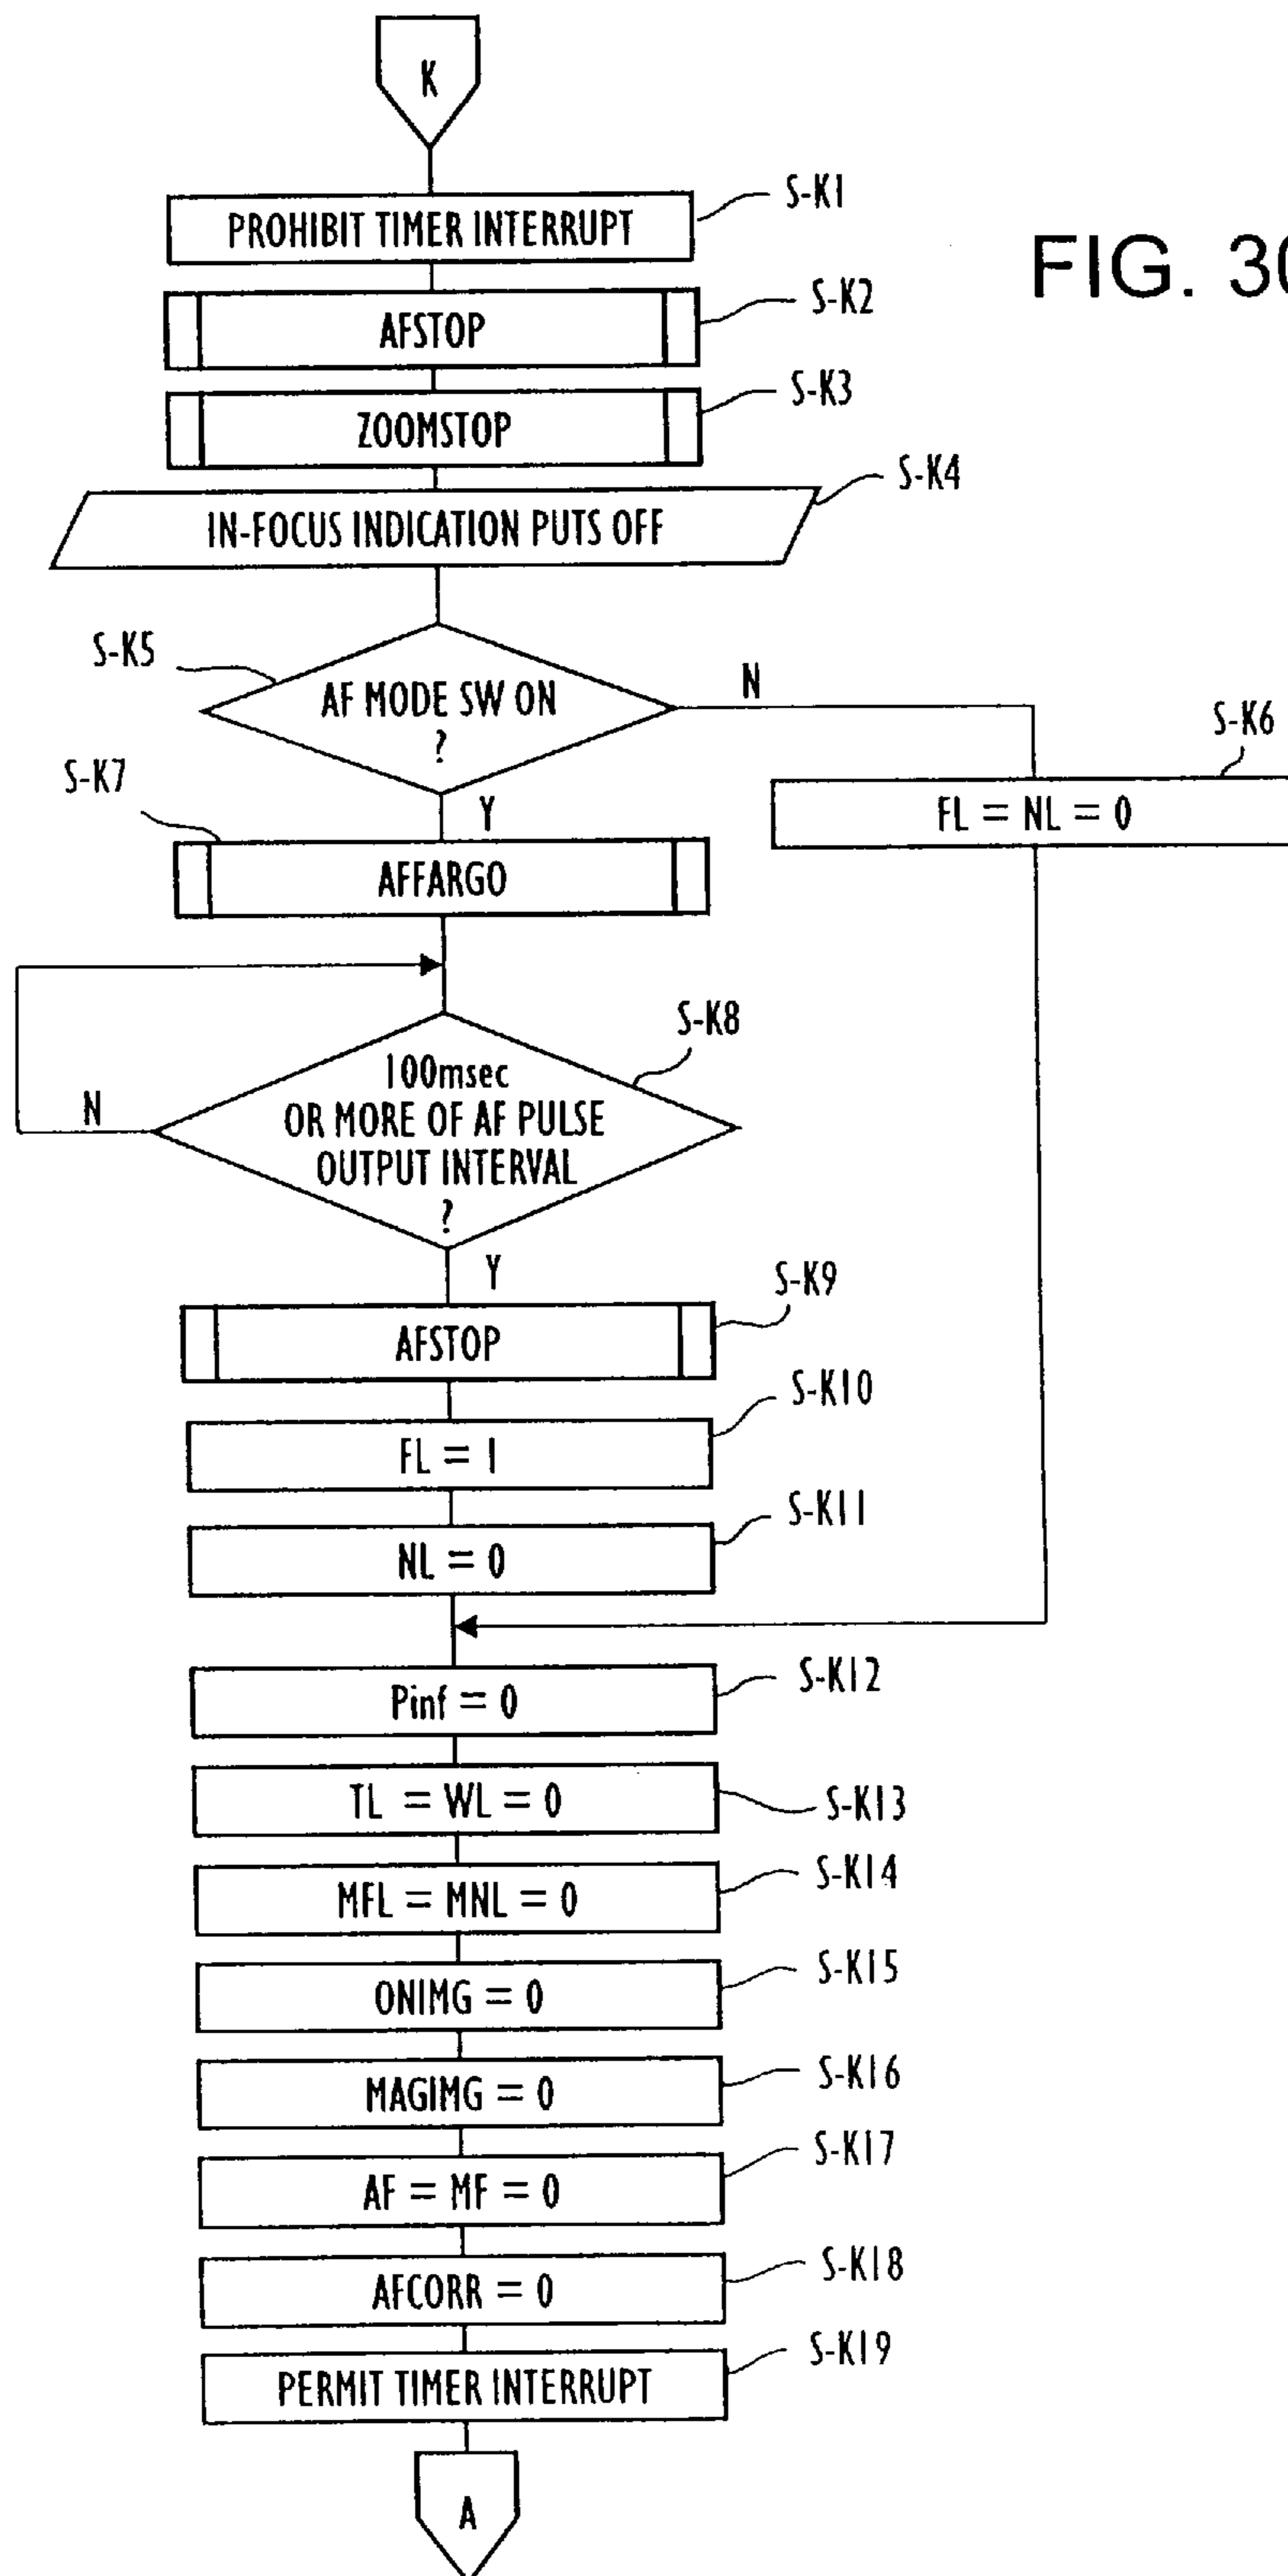 K
S-K1
PROHIBIT TIMER INTERRUPT
FIG. 30
S-K2
AFSTOP
S-K3
ZOOMSTOP
S-K4
IN-FOCUS INDICATION PUTS OFF
S-K5
AF MODE SW ON
?
N
S-K6
FL = NL = 0
S-K7
Y
AFFARGO
S-K8
100msec
OR MORE OF AF PULSE
OUTPUT INTERVAL
?
N
Y
S-K9
AFSTOP
S-K10
FL = 1
S-K11
NL = 0
S-K12
Pinf = 0
S-K13
TL = WL = 0
S-K14
MFL = MNL = 0
S-K15
ONIMG = 0
S-K16
MAGIMG = 0
S-K17
AF = MF = 0
S-K18
AFCORR = 0
S-K19
PERMIT TIMER INTERRUPT
A